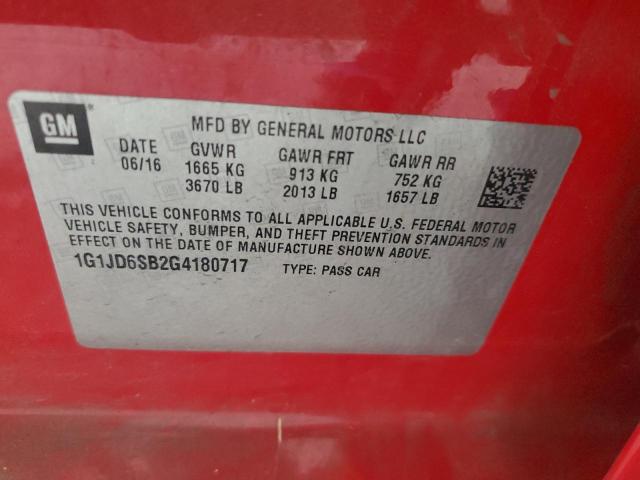 GM
MFD BY GENERAL MOTORS LLC
DATE GVWR GAWR FRT GAWR RR
06/16 1665 KG 913 KG 752 KG
3670 LB 2013 LB 1657 LB
THIS VEHICLE CONFORMS TO ALL APPLICABLE U.S. FEDERAL MOTOR
VEHICLE SAFETY, BUMPER, AND THEFT PREVENTION STANDARDS IN
EFFECT ON THE DATE OF MANUFACTURE SHOWN ABOVE.
1G1JD6SB2G4180717 TYPE: PASS CAR